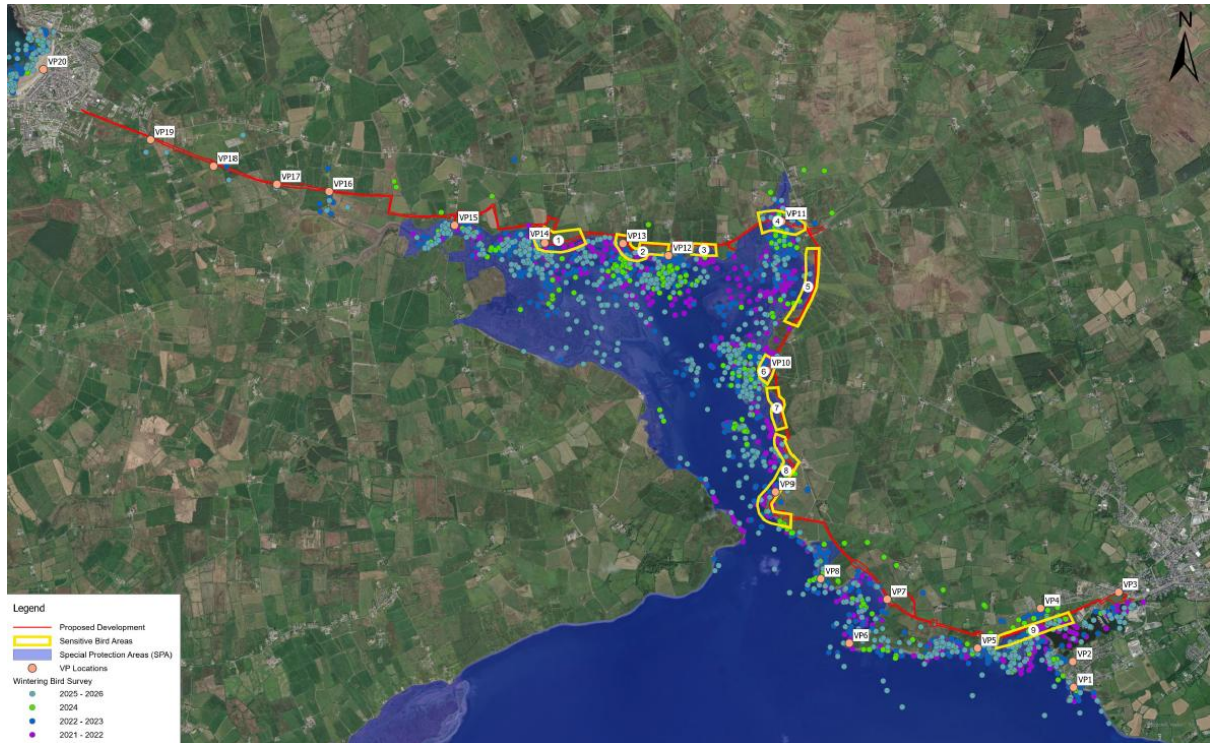 N
VP20
VP19
VP18
VP17
VP16
VP15
VP14
1
VP13
2
VP12
3
4
VP11
5
VP10
6
7
8
VP9
VP8
VP7
VP6
VP5
VP4
9
VP3
VP2
VP1
Legend
Proposed Development
Sensitive Bird Areas
Special Protection Areas (SPA)
VP Locations
Wintering Bird Survey
2025 - 2026
2024
2022 - 2023
2021 - 2022